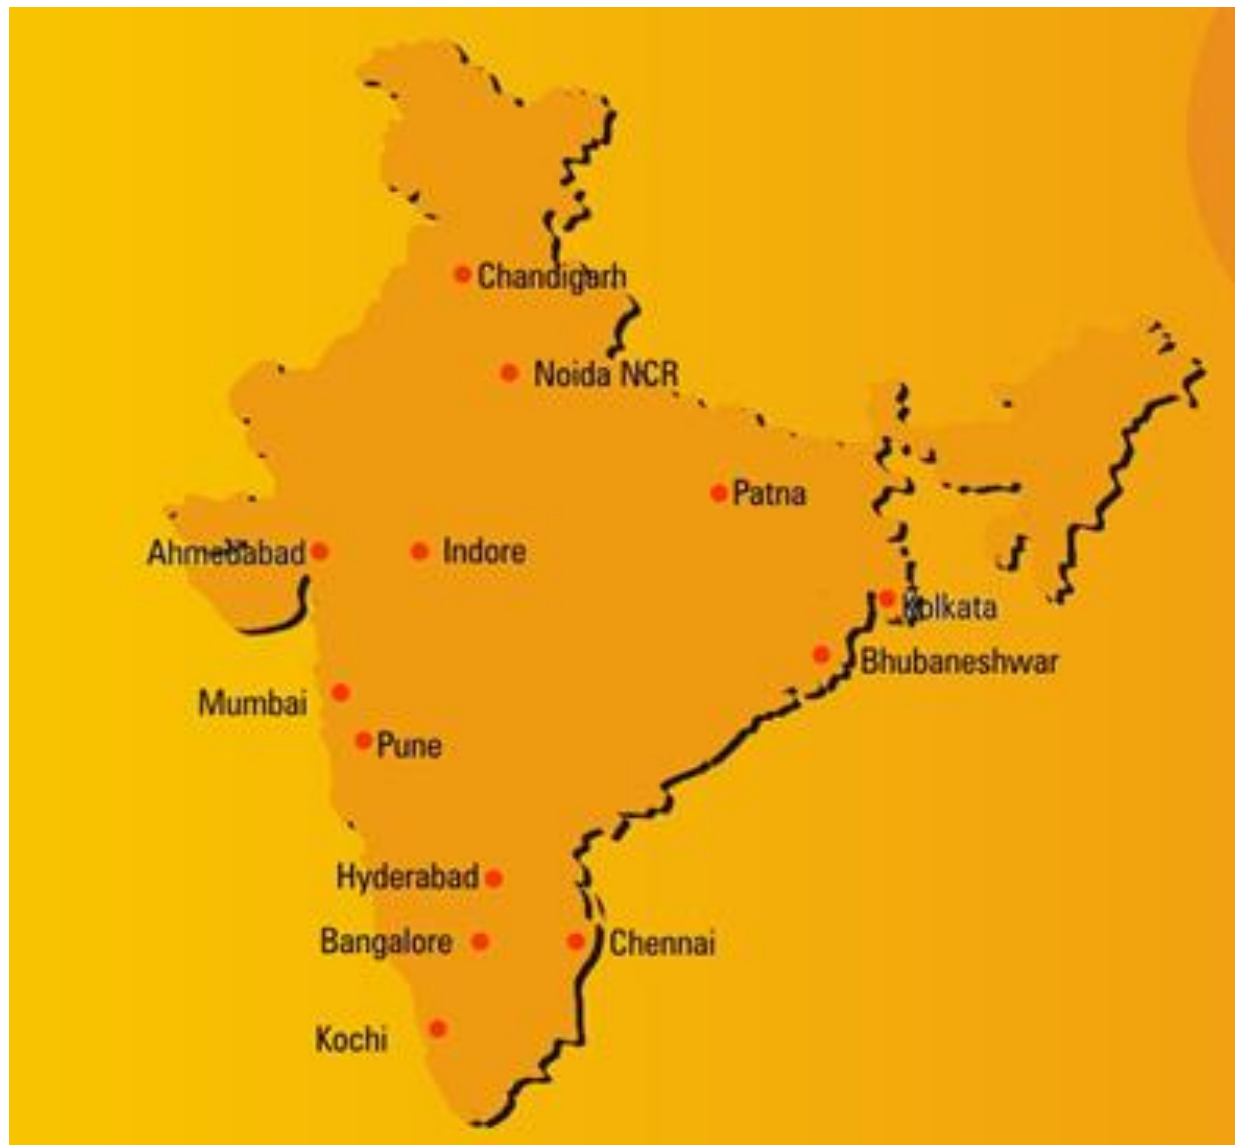 Chandigarh
Noida NCR
Patna
Ahmedabad
Indore
Kolkata
Bhubaneshwar
Mumbai
Pune
Hyderabad
Bangalore
Chennai
Kochi